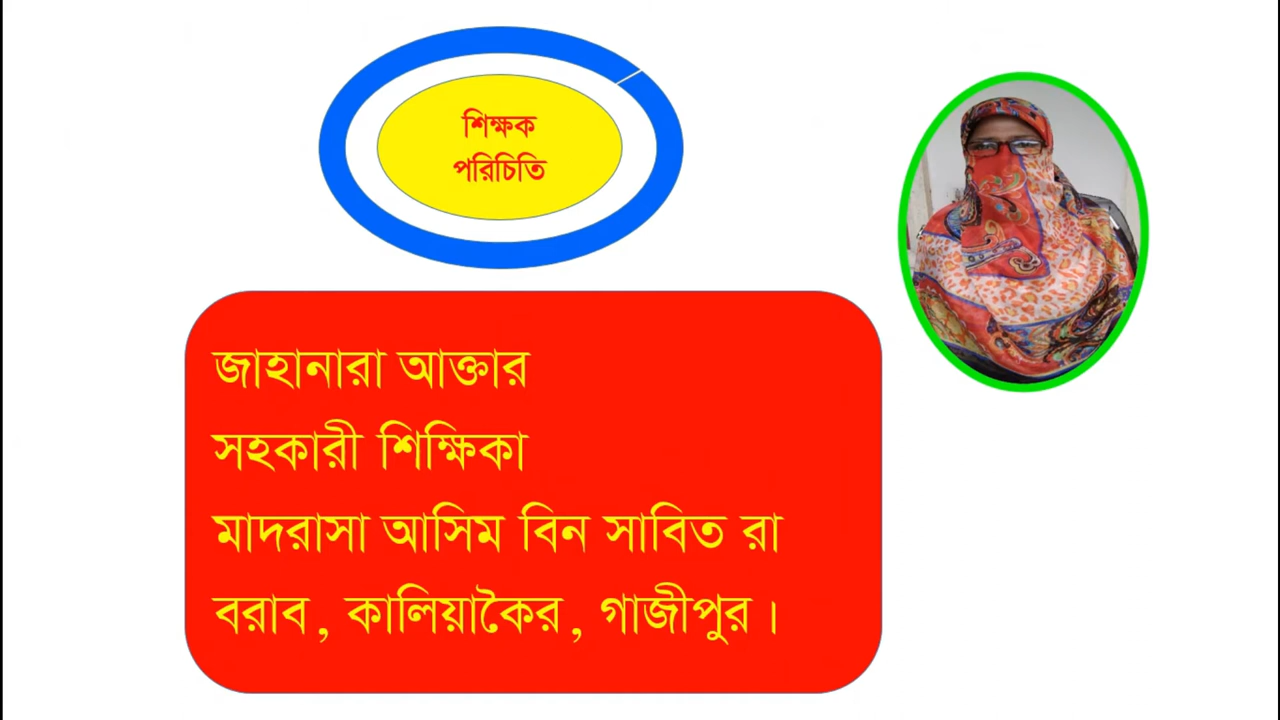 শিক্ষক
পরিচিতি
জাহানারা আক্তার
সহকারী শিক্ষিকা
মাদরাসা আসিম বিন সাবিত রা
বরাব, কালিয়াকৈর, গাজীপুর।